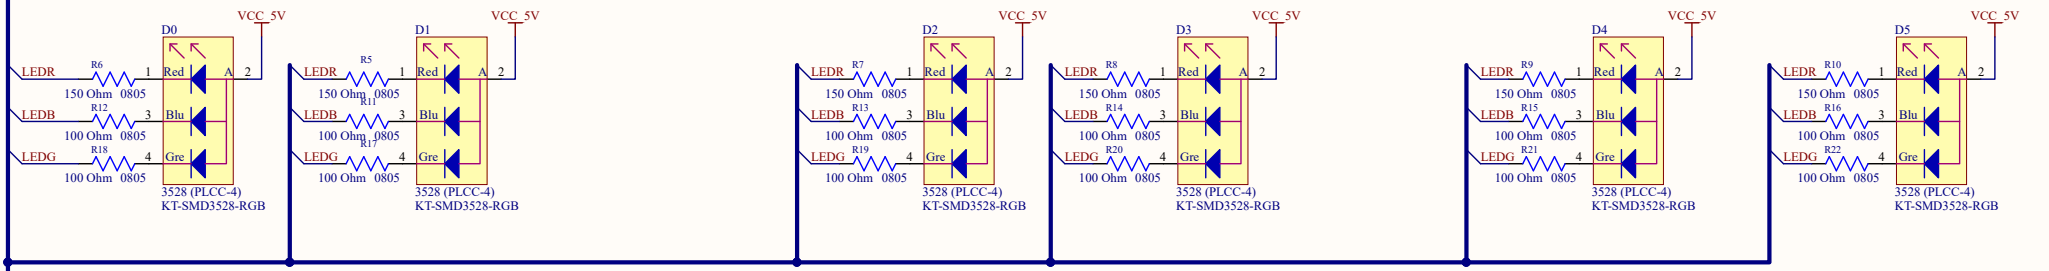 VCC_5V VCC_5V VCC_5V VCC_5V VCC_5V VCC_5V
D0 D1 D2 D3 D4 D5
LEDR R6 1 Red A 2 LEDR R5 1 Red A 2 LEDR R7 1 Red A 2 LEDR R8 1 Red A 2 LEDR R9 1 Red A 2 LEDR R10 1 Red A 2
150 Ohm 0805 150 Ohm 0805 150 Ohm 0805 150 Ohm 0805 150 Ohm 0805 150 Ohm 0805
LEDB R12 3 Blu LEDB R11 3 Blu LEDB R13 3 Blu LEDB R14 3 Blu LEDB R15 3 Blu LEDB R16 3 Blu
100 Ohm 0805 100 Ohm 0805 100 Ohm 0805 100 Ohm 0805 100 Ohm 0805 100 Ohm 0805
LEDG R18 4 Gre LEDG R17 4 Gre LEDG R19 4 Gre LEDG R20 4 Gre LEDG R21 4 Gre LEDG R22 4 Gre
100 Ohm 0805 100 Ohm 0805 100 Ohm 0805 100 Ohm 0805 100 Ohm 0805 100 Ohm 0805
3528 (PLCC-4) 3528 (PLCC-4) 3528 (PLCC-4) 3528 (PLCC-4) 3528 (PLCC-4) 3528 (PLCC-4)
KT-SMD3528-RGB KT-SMD3528-RGB KT-SMD3528-RGB KT-SMD3528-RGB KT-SMD3528-RGB KT-SMD3528-RGB